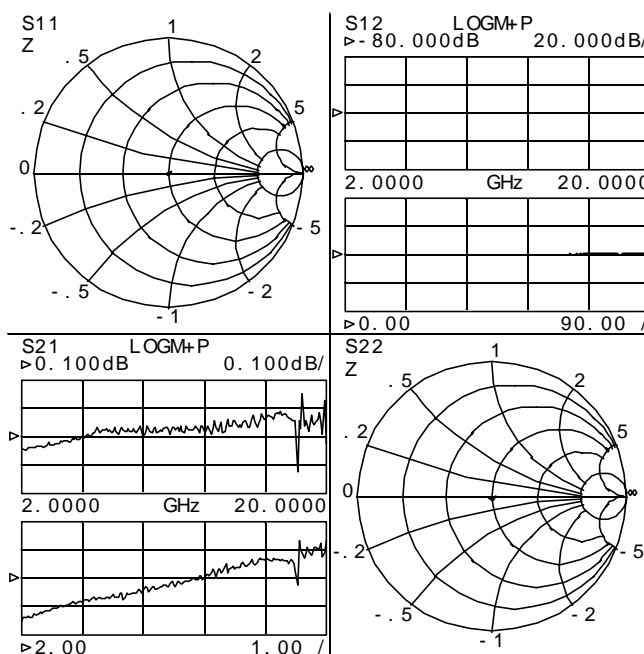 S11
Z
1
.5
2
.2
5
0
∞
-.2
-5
-.5
-2
-1
S12 LOGM+P
▹-80.000dB 20.000dB/
▹
2.0000 GHz 20.0000
▹
▹0.00 90.00 /
S21 LOGM+P
▹0.100dB 0.100dB/
▹
2.0000 GHz 20.0000
▹
▹2.00 1.00 /
S22
Z
1
.5
2
.2
5
0
∞
-.2
-5
-.5
-2
-1